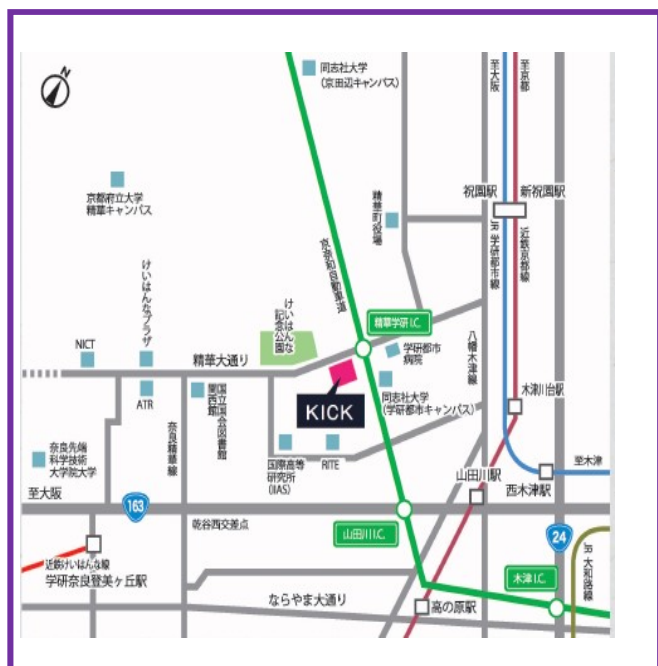 N
同志社大学
(京田辺キャンパス)
至大阪
至京都
京都府立大学
精華キャンパス
精華町役場
祝園駅
新祝園駅
京奈和自動車道
JR 学研都市線
近鉄京都線
けいはんなプラザ
けいはんな
記念公園
精華学研I.C.
NICT
精華大通り
学研都市
病院
八幡木津線
ATR
国立国会図書館
関西館
KICK
同志社大学
(学研都市キャンパス)
木津川台駅
奈良精華線
奈良先端
科学技術
大学院大学
国際高等
研究所
(IIAS)
RITE
山田川駅
至木津
西木津駅
至大阪
163
乾谷西交差点
山田川I.C.
24
近鉄けいはんな線
学研奈良登美ヶ丘駅
木津I.C.
JR 大和路線
ならやま大通り
高の原駅